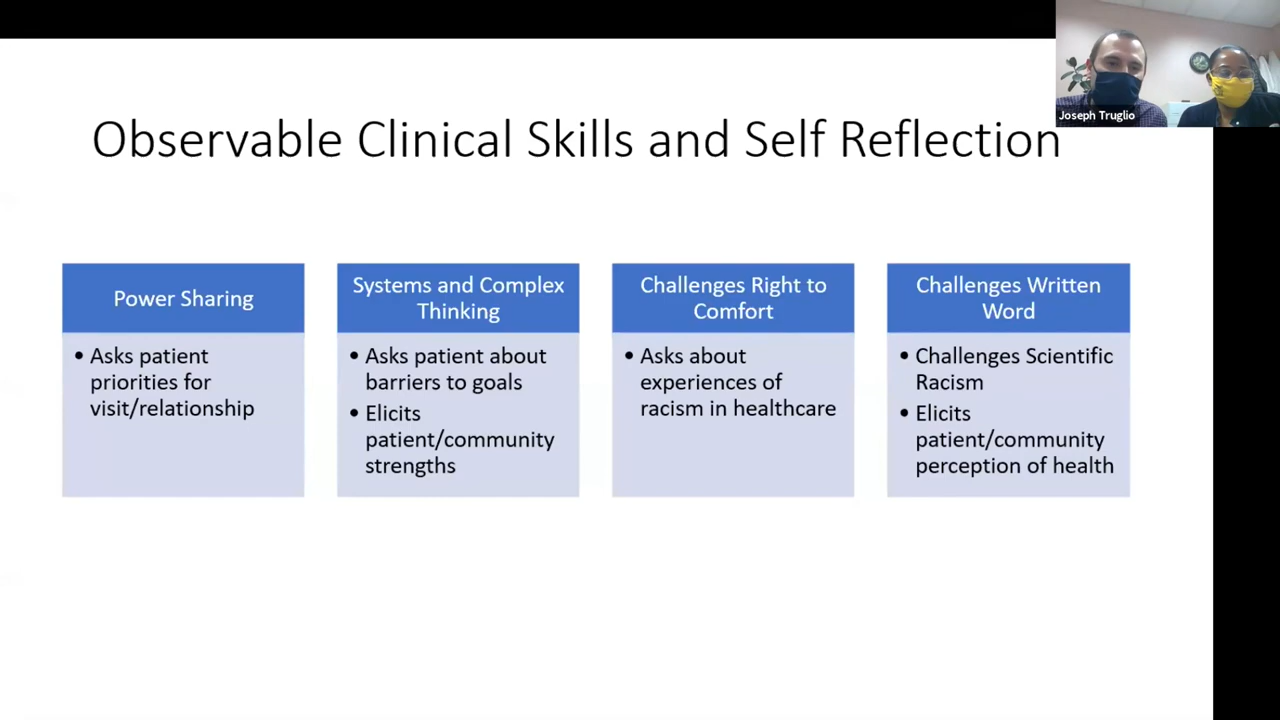 Joseph Truglio
Observable Clinical Skills and Self Reflection
Power Sharing
• Asks patient
priorities for
visit/relationship
Systems and Complex
Thinking
• Asks patient about
barriers to goals
• Elicits
patient/community
strengths
Challenges Right to
Comfort
• Asks about
experiences of
racism in healthcare
Challenges Written
Word
• Challenges Scientific
Racism
• Elicits
patient/community
perception of health